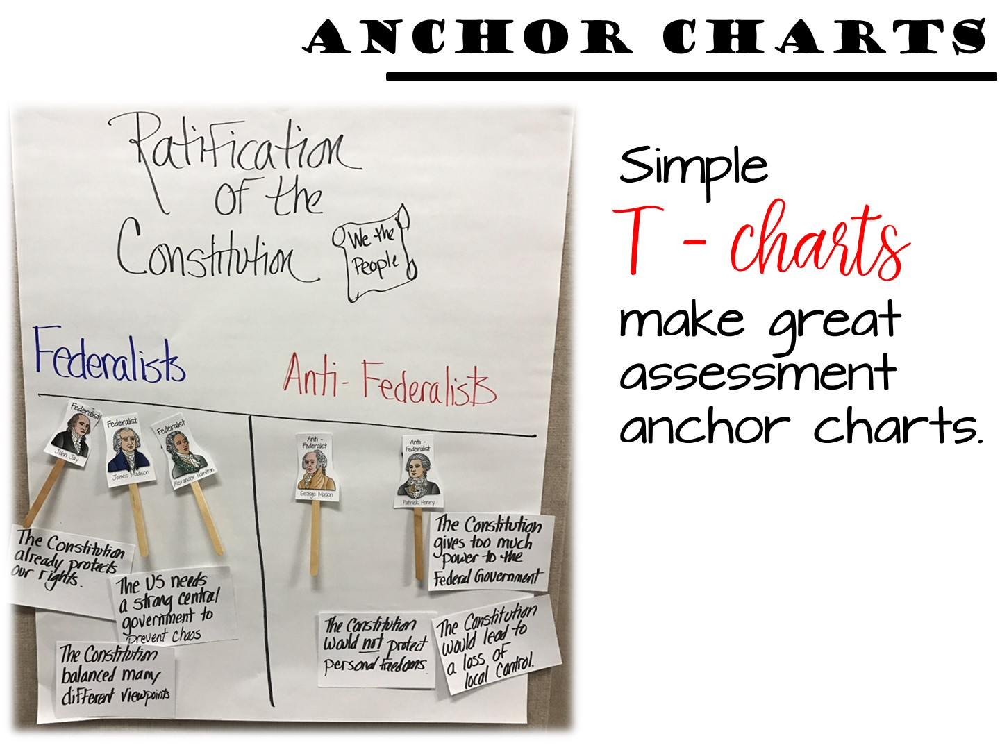 ANCHOR CHARTS
Ratification
of the
Constitution
We the
People
Federalists
Anti-Federalists
Federalist
John Jay
Federalist
James Madison
Federalist
Alexander Hamilton
Anti -
Federalist
George Mason
Anti -
Federalist
Patrick Henry
The Constitution
already protects
our rights.
The US needs
a strong central
government to
prevent chaos
The Constitution
balanced many
different viewpoints
The Constitution
gives too much
power to the
Federal Government
The Constitution
would not protect
personal freedoms.
The Constitution
would lead to
a loss of
local control.
Simple
T - charts
make great
assessment
anchor charts.